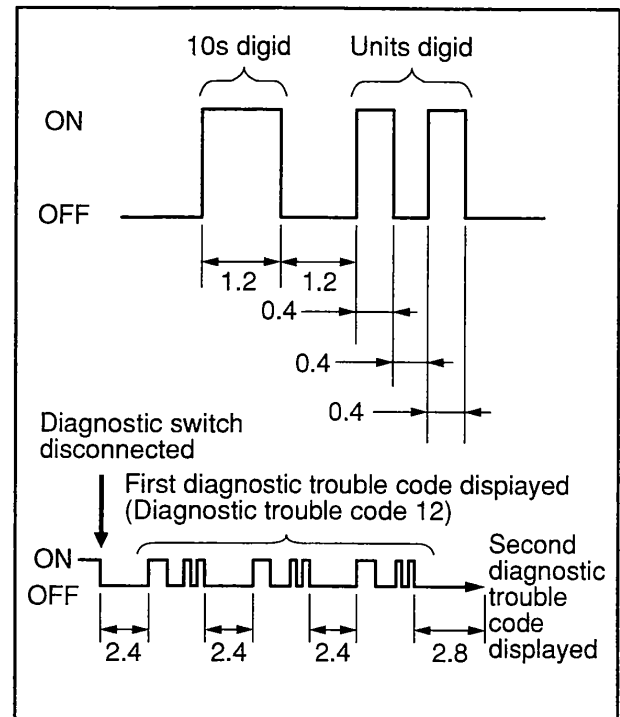 10s digid
Units digid
ON
OFF
1.2
1.2
0.4
0.4
0.4
Diagnostic switch
disconnected
First diagnostic trouble code dispiayed
(Diagnostic trouble code 12)
ON
OFF
Second
diagnostic
trouble
code
displayed
2.4
2.4
2.4
2.8